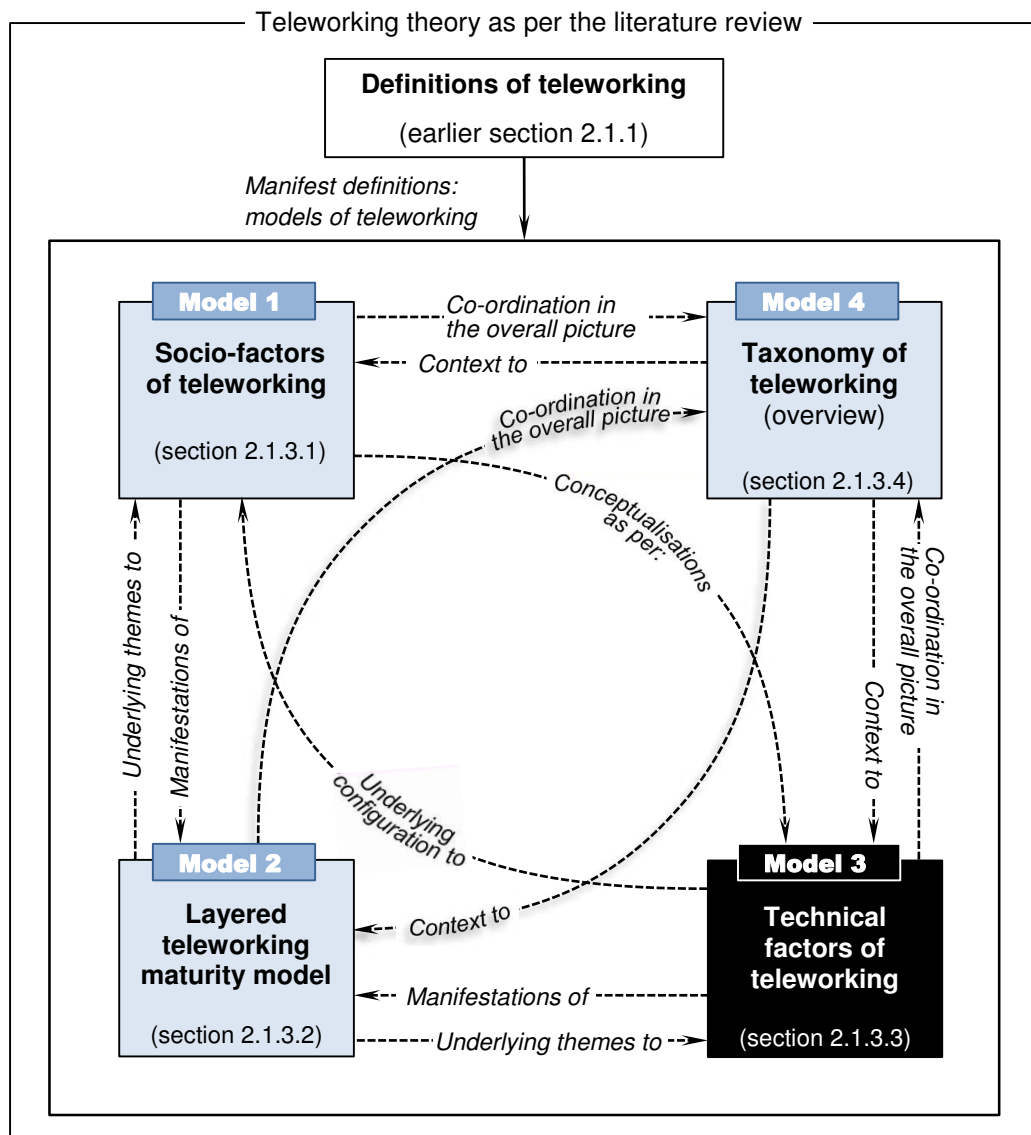 Teleworking theory as per the literature review
Definitions of teleworking
(earlier section 2.1.1)
Manifest definitions:
models of teleworking
Model 1
Socio-factors
of teleworking
(section 2.1.3.1)
Co-ordination in
the overall picture
Context to
Model 4
Taxonomy of
teleworking
(overview)
(section 2.1.3.4)
Co-ordination in
the overall picture
Conceptualisations
as per:
Underlying themes to
Manifestations of
Underlying
configuration to
Context to
Co-ordination in
the overall picture
Model 2
Layered
teleworking
maturity model
(section 2.1.3.2)
Context to
Manifestations of
Underlying themes to
Model 3
Technical
factors of
teleworking
(section 2.1.3.3)